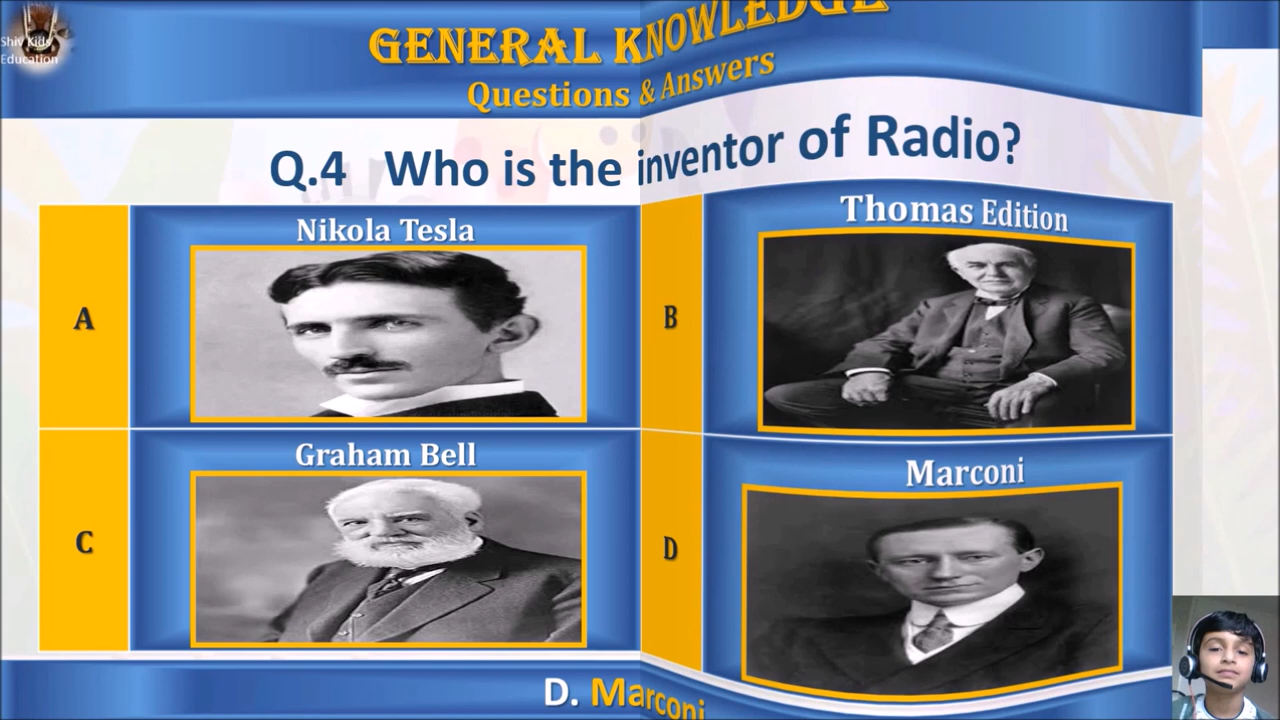 Shiv Kids
Education
GENERAL KNOWLEDGE
Questions & Answers
Q.4 Who is the inventor of Radio?
A
Nikola Tesla
B
Thomas Edition
C
Graham Bell
D
Marconi
D. Marconi